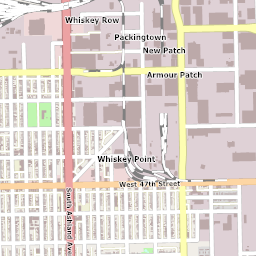 Whiskey Row
Packingtown
New Patch
Armour Patch
Whiskey Point
West 47th Street
South Ashland Ave